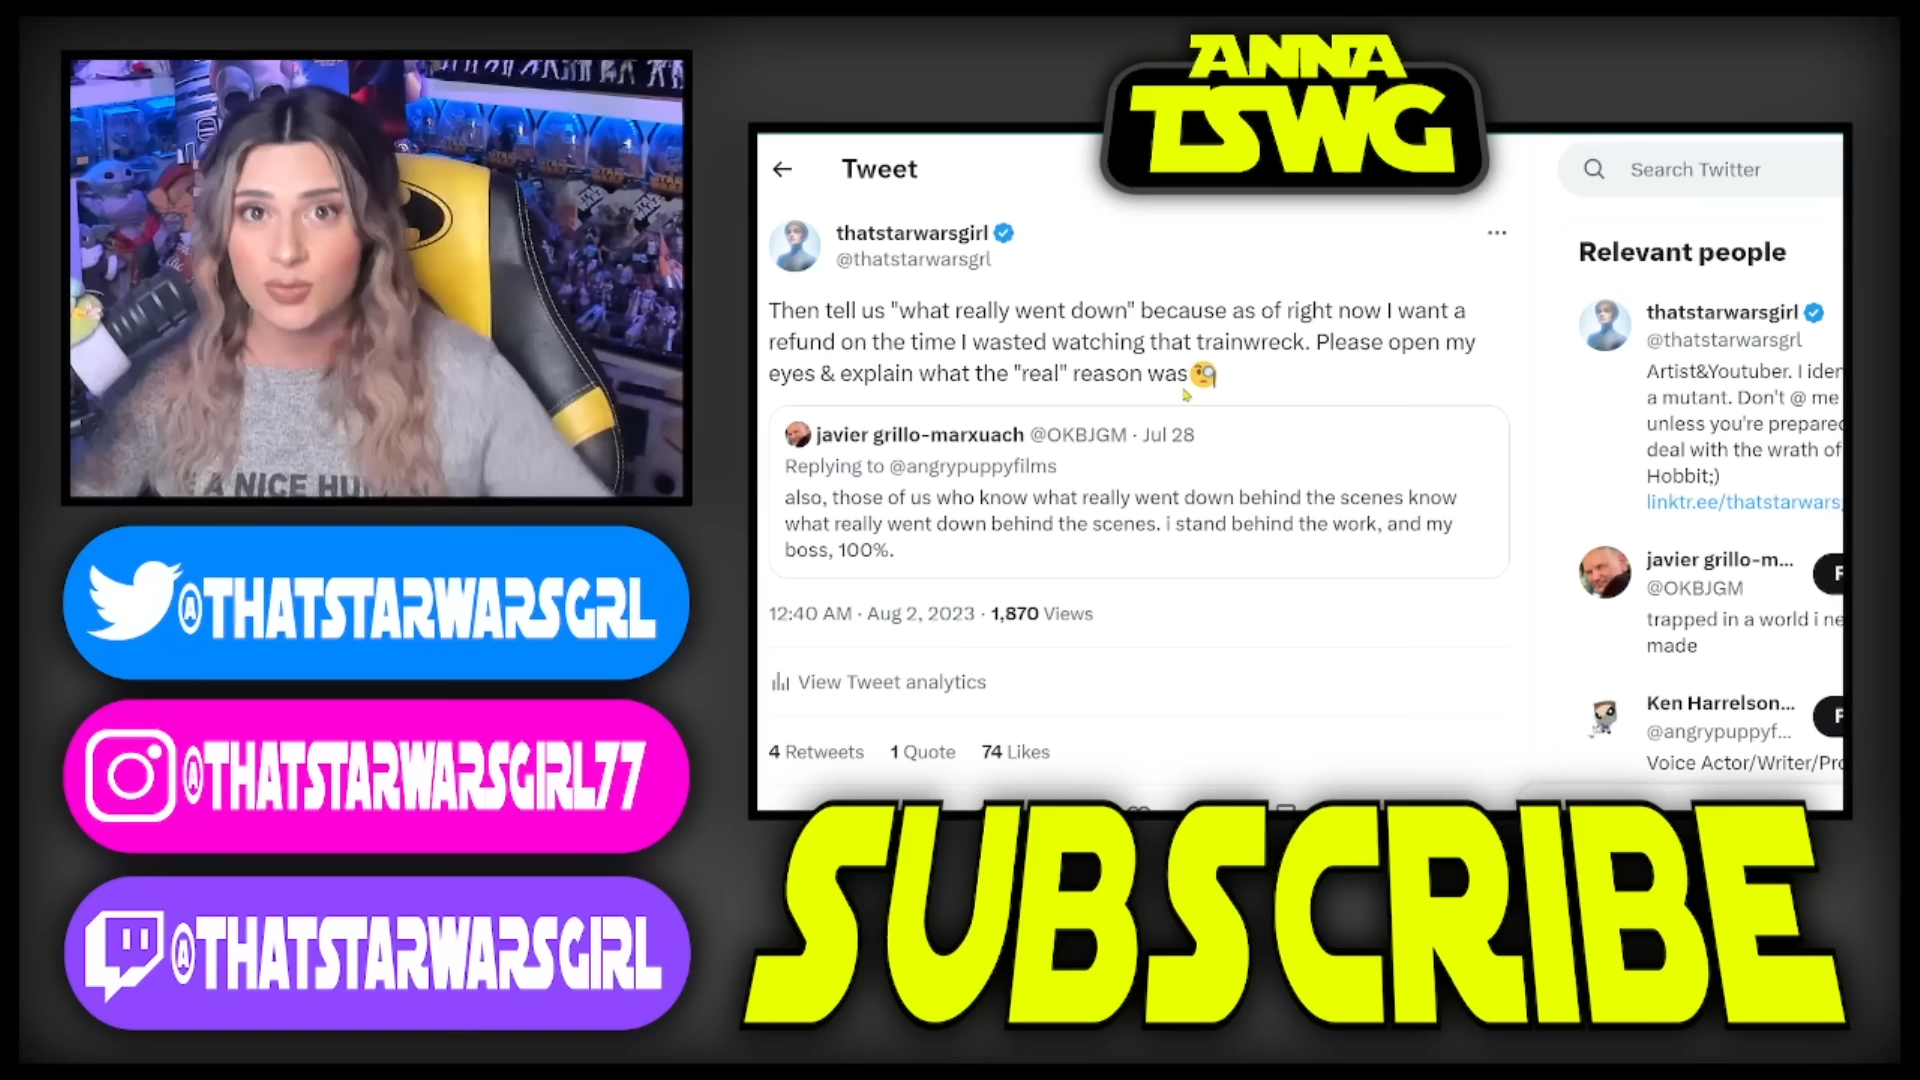 ANNA
TSWG
A NICE HU
@THATSTARWARSGRL
@THATSTARWARSGIRL77
@THATSTARWARSGIRL
Tweet
thatstarwarsgirl
@thatstarwarsgrl
Then tell us "what really went down" because as of right now I want a
refund on the time I wasted watching that trainwreck. Please open my
eyes & explain what the "real" reason was🧐
javier grillo-marxuach @OKBJGM · Jul 28
Replying to @angrypuppyfilms
also, those of us who know what really went down behind the scenes know
what really went down behind the scenes. i stand behind the work, and my
boss, 100%.
12:40 AM · Aug 2, 2023 · 1,870 Views
View Tweet analytics
4 Retweets 1 Quote 74 Likes
Search Twitter
Relevant people
thatstarwarsgirl
@thatstarwarsgrl
Artist&Youtuber. I iden
a mutant. Don't @ me
unless you're prepared
deal with the wrath of
Hobbit;)
linktr.ee/thatstarwars
javier grillo-m...
@OKBJGM
F
trapped in a world i ne
made
Ken Harrelson...
@angrypuppyf...
F
Voice Actor/Writer/Pro
SUBSCRIBE